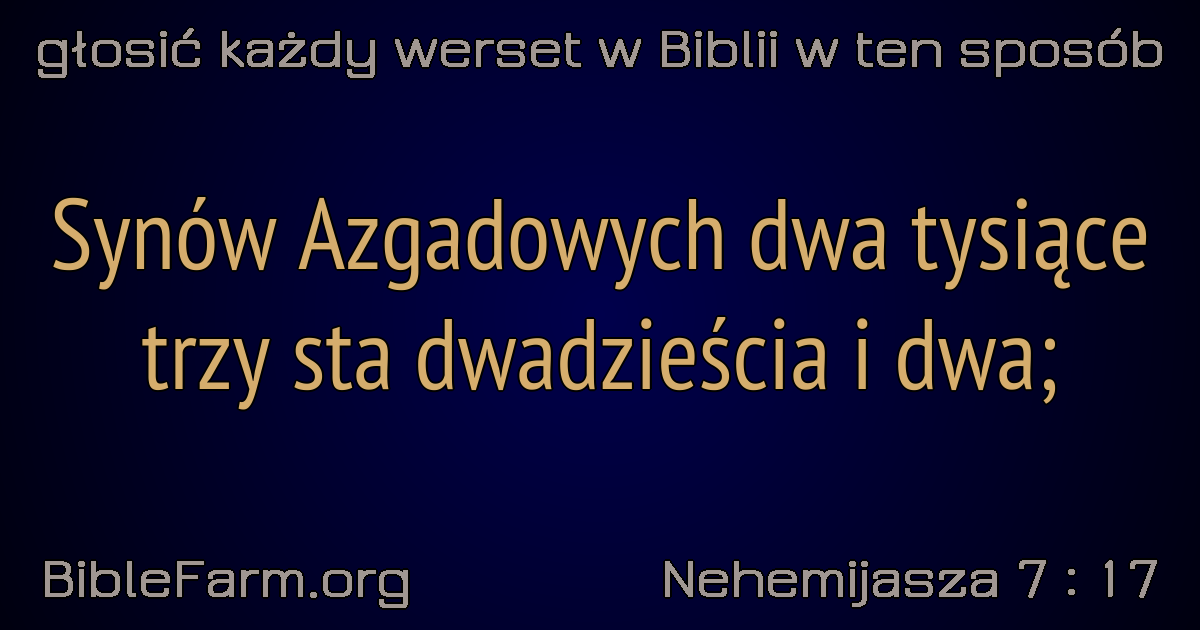 głosić każdy werset w Biblii w ten sposób
Synów Azgadowych dwa tysiące
trzy sta dwadzieścia i dwa;
BibleFarm.org
Nehemijasza 7 : 17